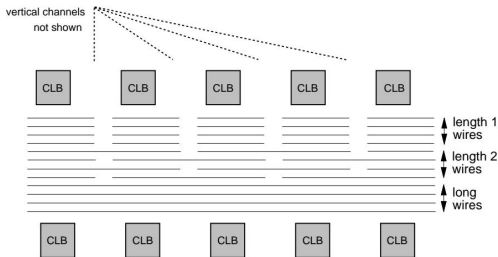 vertical channels
not shown
CLB CLB CLB CLB CLB
length 1
wires
length 2
wires
long
wires
CLB CLB CLB CLB CLB